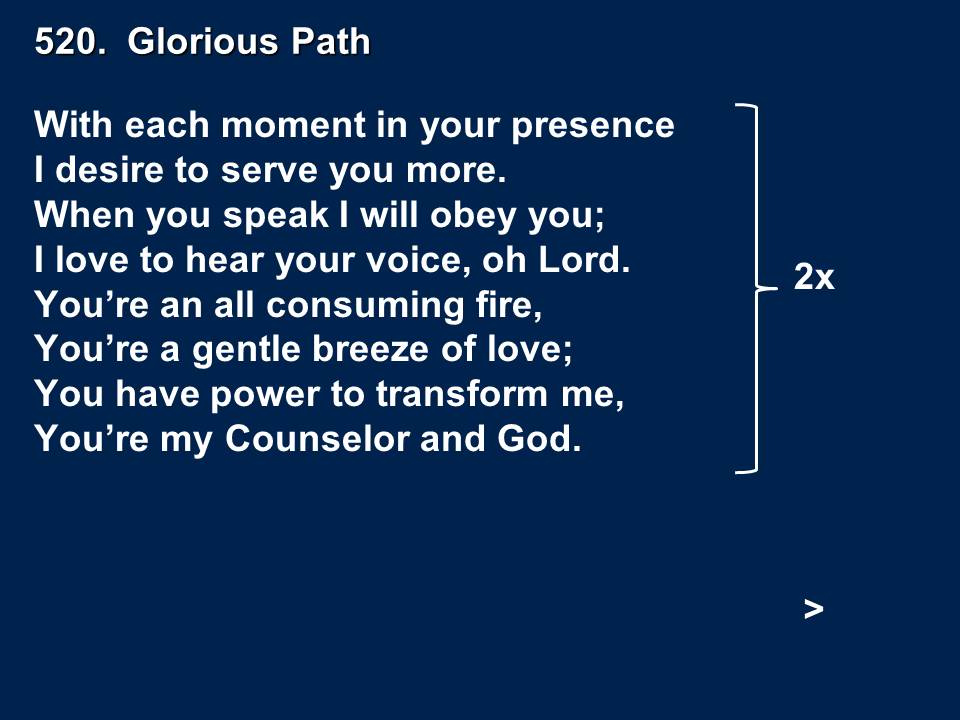 520.  Glorious Path
With each moment in your presence
I desire to serve you more.
When you speak I will obey you;
I love to hear your voice, oh Lord.
You’re an all consuming fire,
You’re a gentle breeze of love;
You have power to transform me,
You’re my Counselor and God.
2x
>